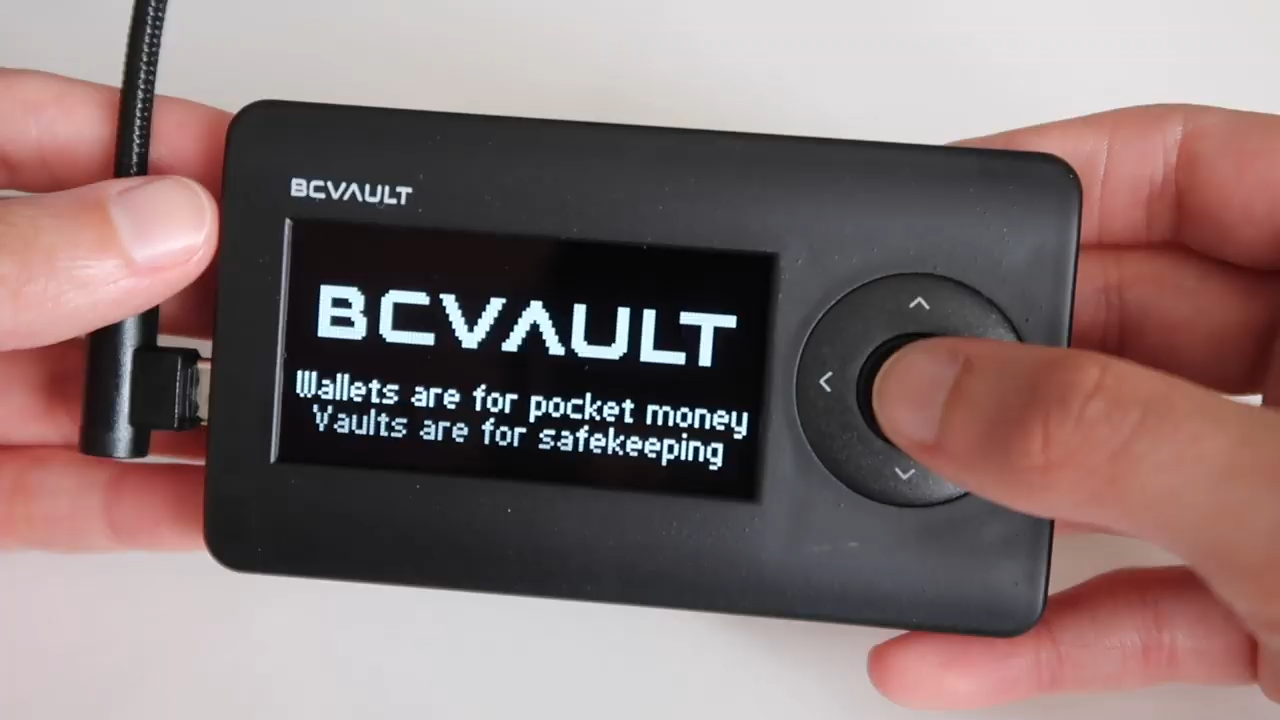 BCVAULT
BCVAULT
Wallets are for pocket money
Vaults are for safekeeping